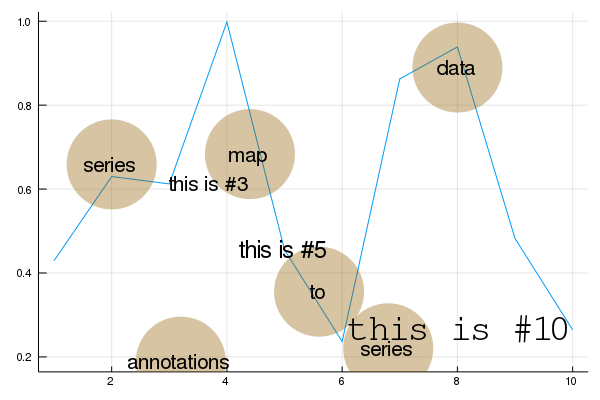 1.0
data
0.8
series
map
0.6
this is #3
this is #5
0.4
to
this is #10
series
0.2
annotations
2
4
6
8
10